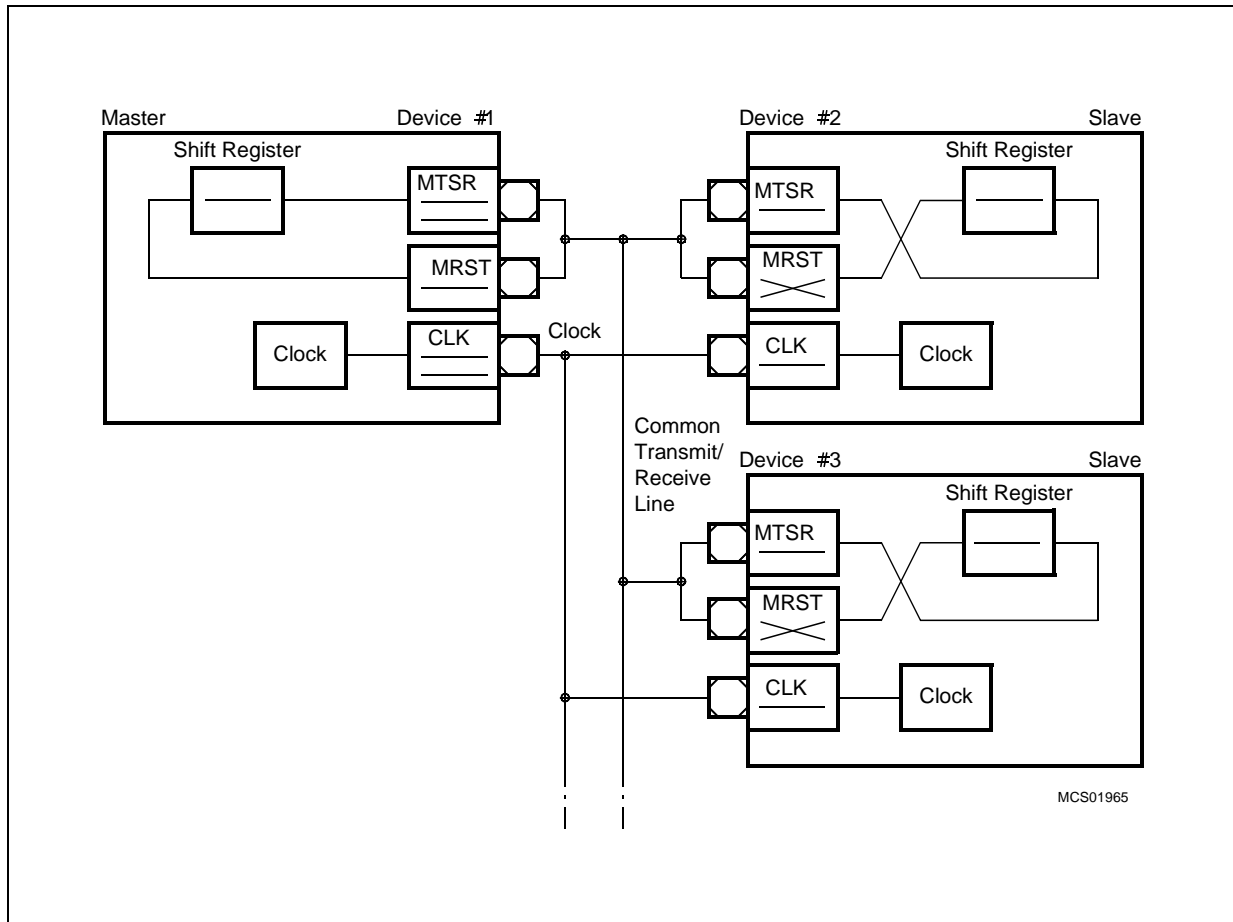 Master Device #1
Shift Register
MTSR
MRST
CLK
Clock
Clock
Common
Transmit/
Receive
Line
Device #2 Slave
Shift Register
MTSR
MRST
CLK
Clock
Device #3 Slave
Shift Register
MTSR
MRST
CLK
Clock
MCS01965